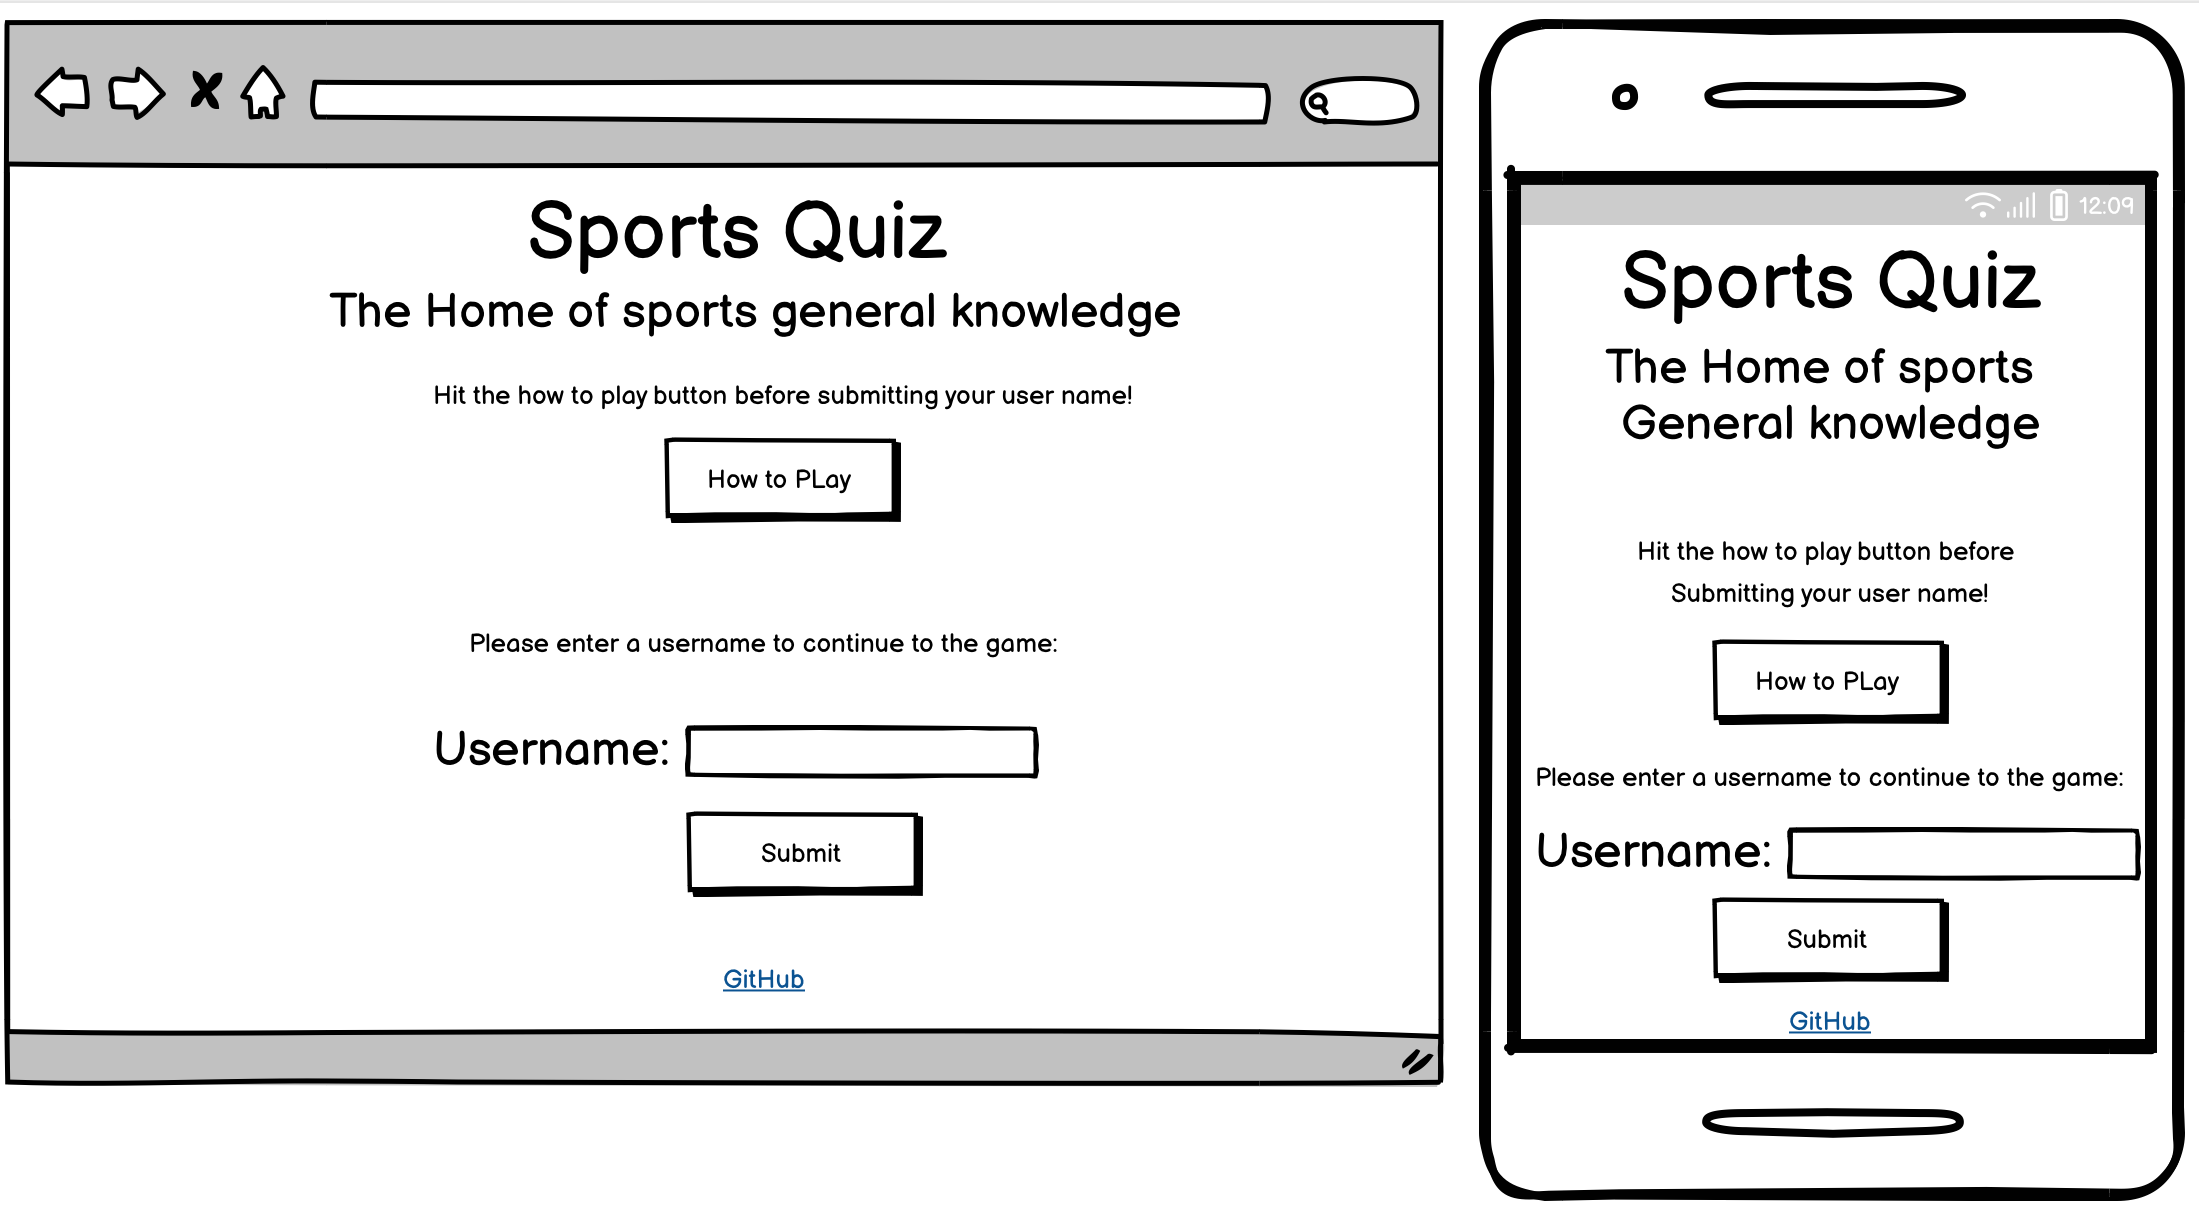 Sports Quiz
The Home of sports general knowledge
Hit the how to play button before submitting your user name!
How to PLay
Please enter a username to continue to the game:
Username:
Submit
GitHub
12:09
Sports Quiz
The Home of sports
General knowledge
Hit the how to play button before
Submitting your user name!
How to PLay
Please enter a username to continue to the game:
Username:
Submit
GitHub